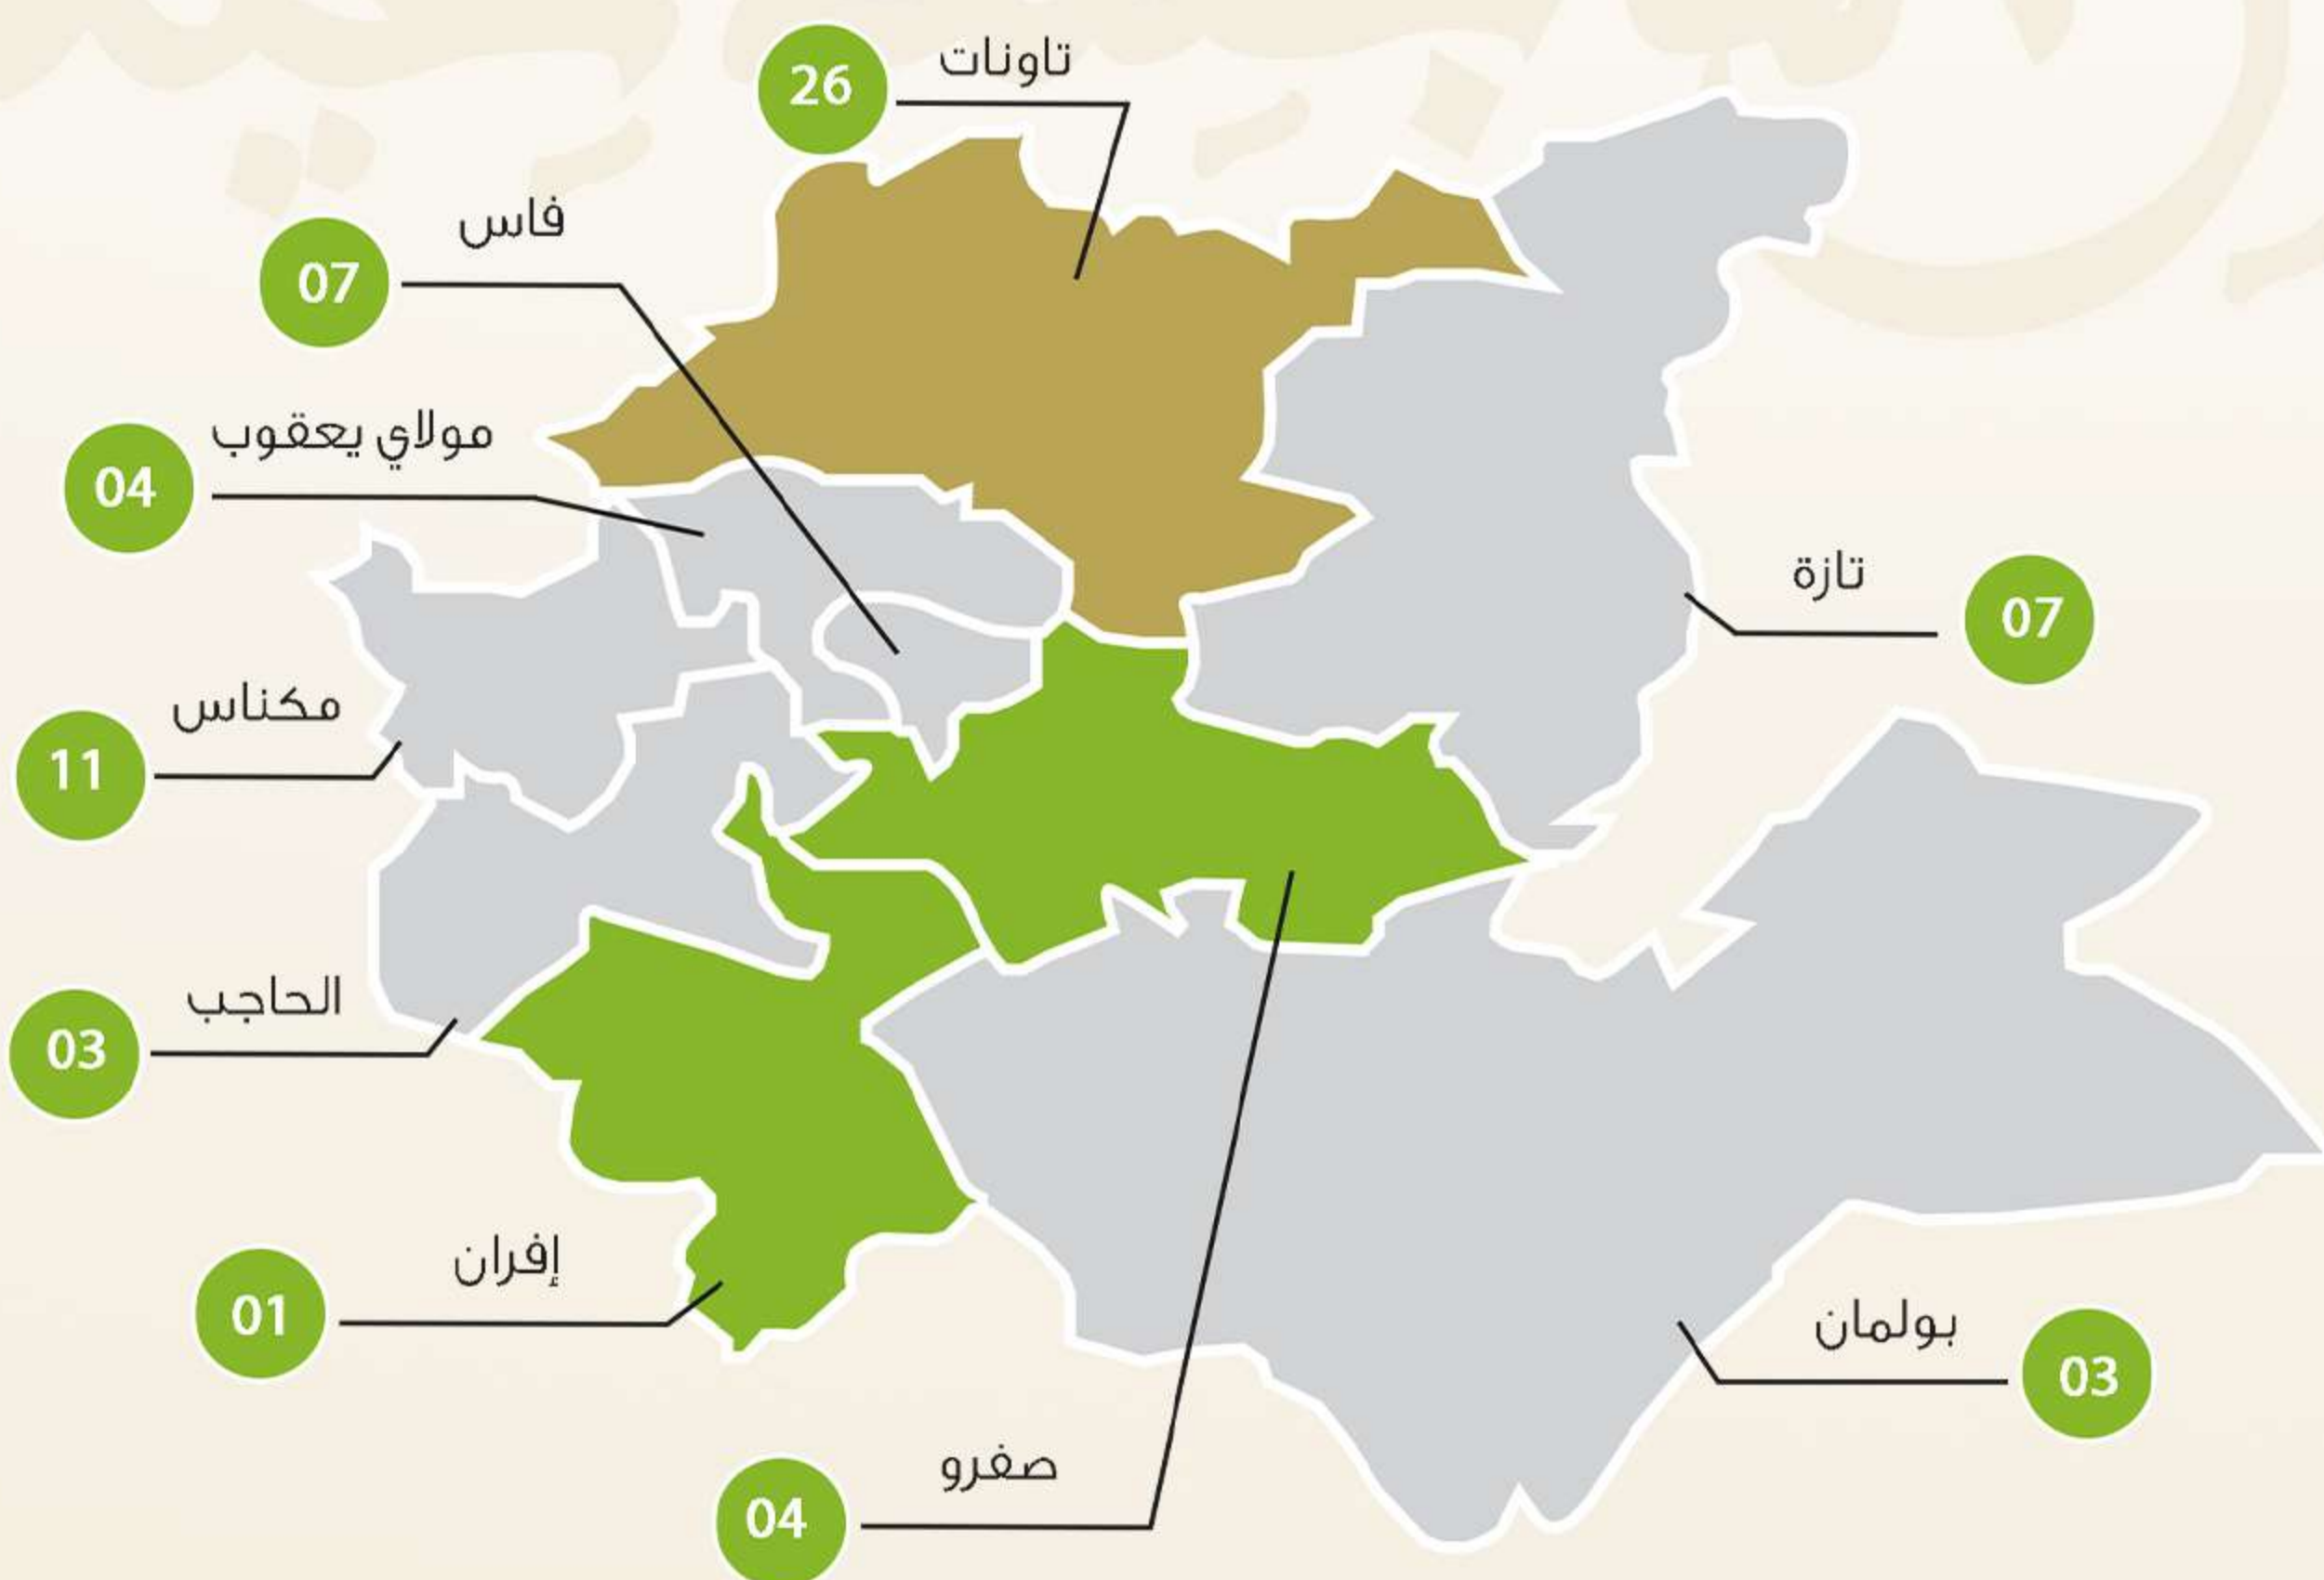 تاونات
26
فاس
07
مولاي يعقوب
04
تازة
07
مكناس
11
الحاجب
03
إفران
01
بولمان
03
صفرو
04